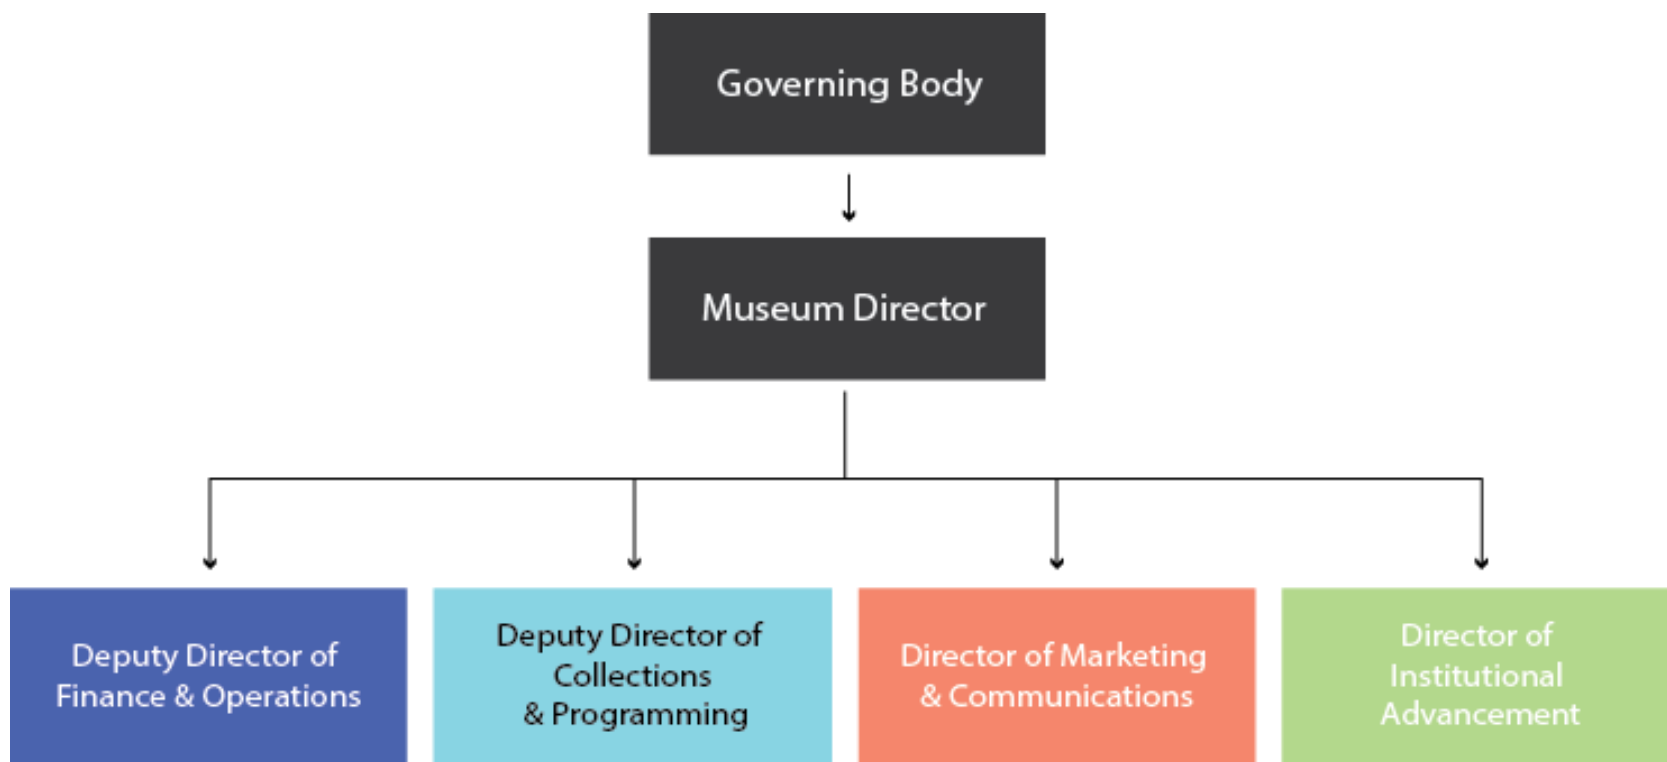 Governing Body
Museum Director
Deputy Director of
Finance & Operations
Deputy Director of
Collections
& Programming
Director of Marketing
& Communications
Director of
Institutional
Advancement